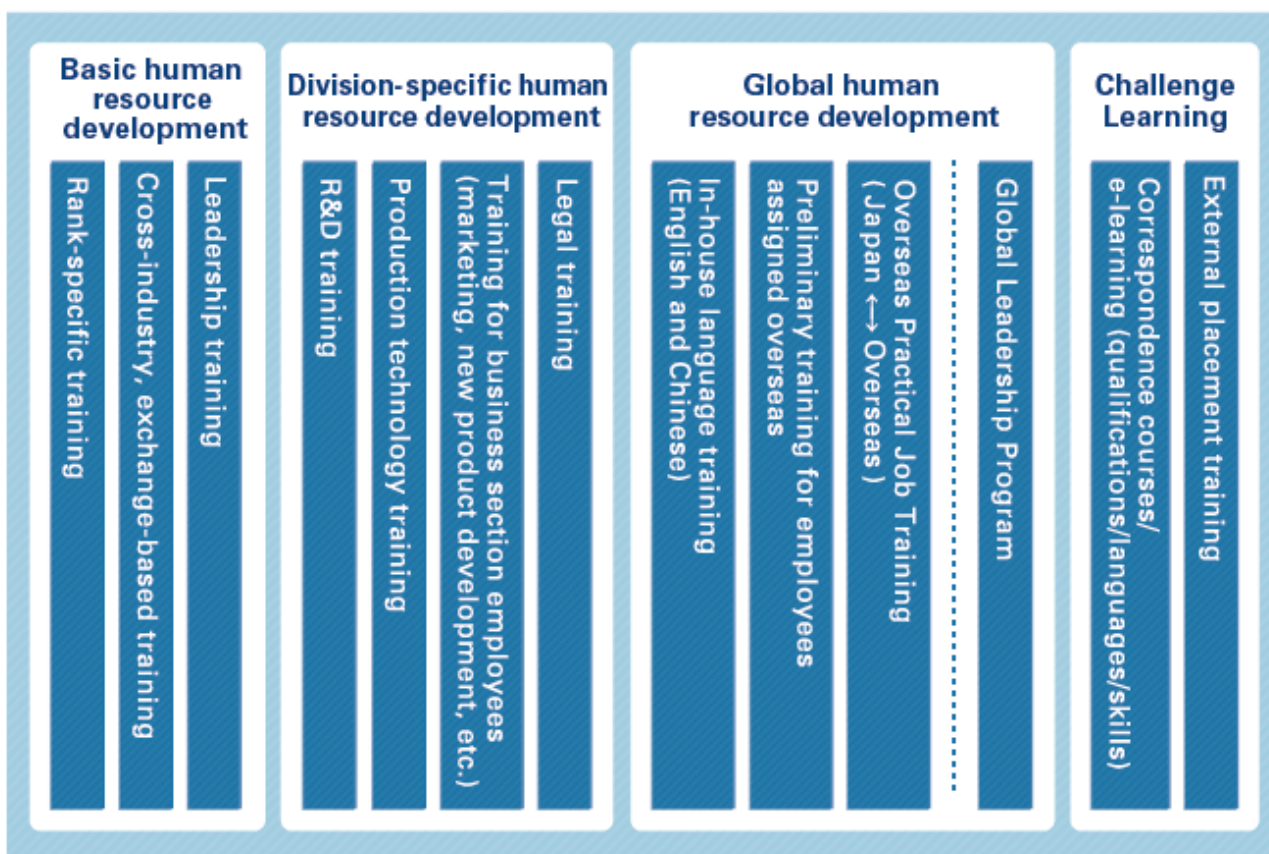 Basic human
resource
development
Rank-specific training
Cross-industry, exchange-based training
Leadership training
Division-specific human
resource development
R&D training
Production technology training
Training for business section employees
(marketing, new product development, etc.)
Legal training
Global human
resource development
In-house language training
(English and Chinese)
Preliminary training for employees
assigned overseas
Overseas Practical Job Training
( Japan ⟷ Overseas )
Global Leadership Program
Challenge
Learning
Correspondence courses/
e-learning (qualifications/languages/skills)
External placement training